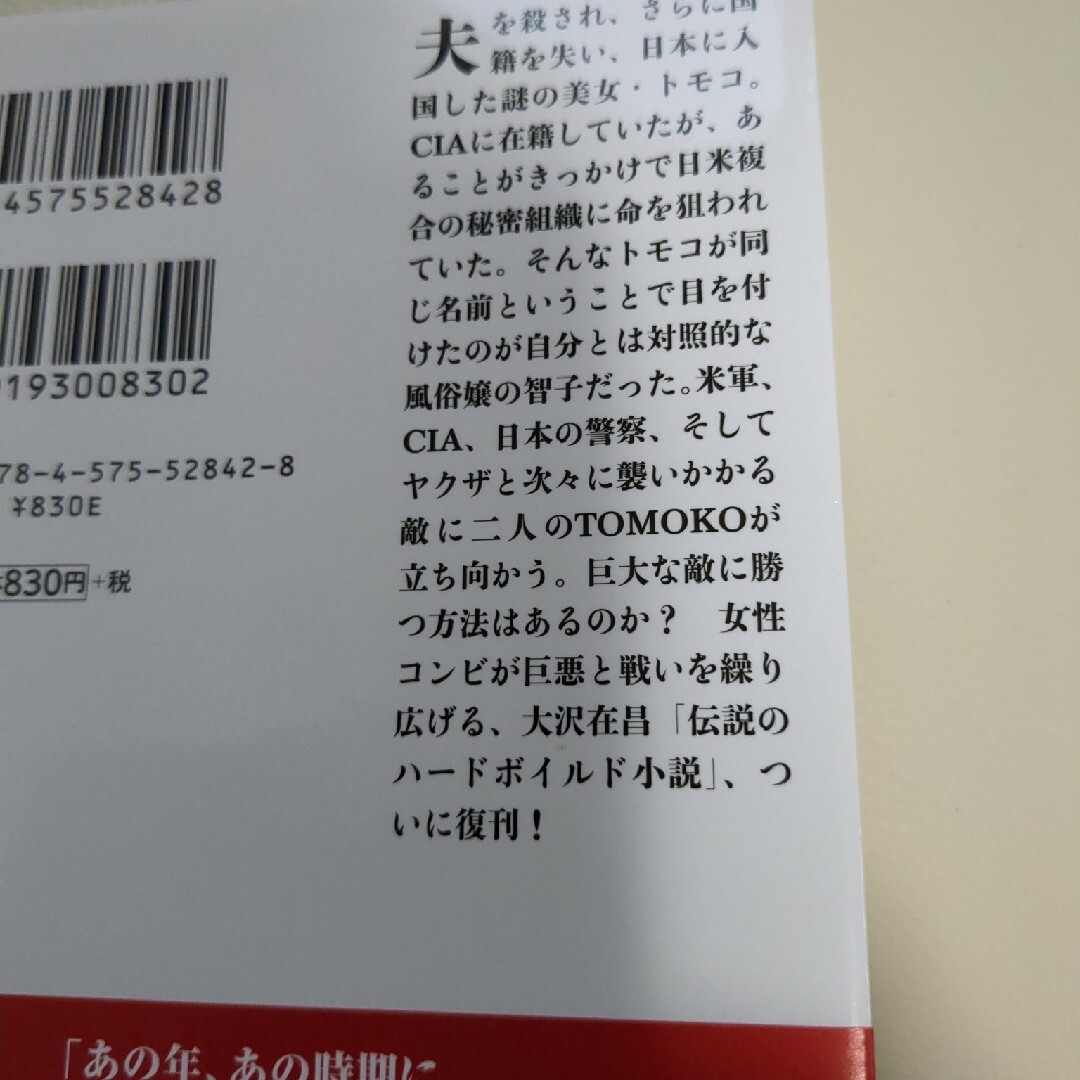 夫を殺され、さらに国
籍を失い、日本に入
国した謎の美女・トモコ。
CIAに在籍していたが、あ
ることがきっかけで日米複
合の秘密組織に命を狙われ
ていた。そんなトモコが同
じ名前ということで目を付
けたのが自分とは対照的な
風俗嬢の智子だった。米軍、
CIA、日本の警察、そして
ヤクザと次々に襲いかかる
敵に二人のTOMOKOが
立ち向かう。巨大な敵に勝
つ方法はあるのか？　女性
コンビが巨悪と戦いを繰り
広げる、大沢在昌「伝説の
ハードボイルド小説」、つ
いに復刊！
4575528428
193008302
78-4-575-52842-8
¥830E
830円+税
「あの年、あの時期に